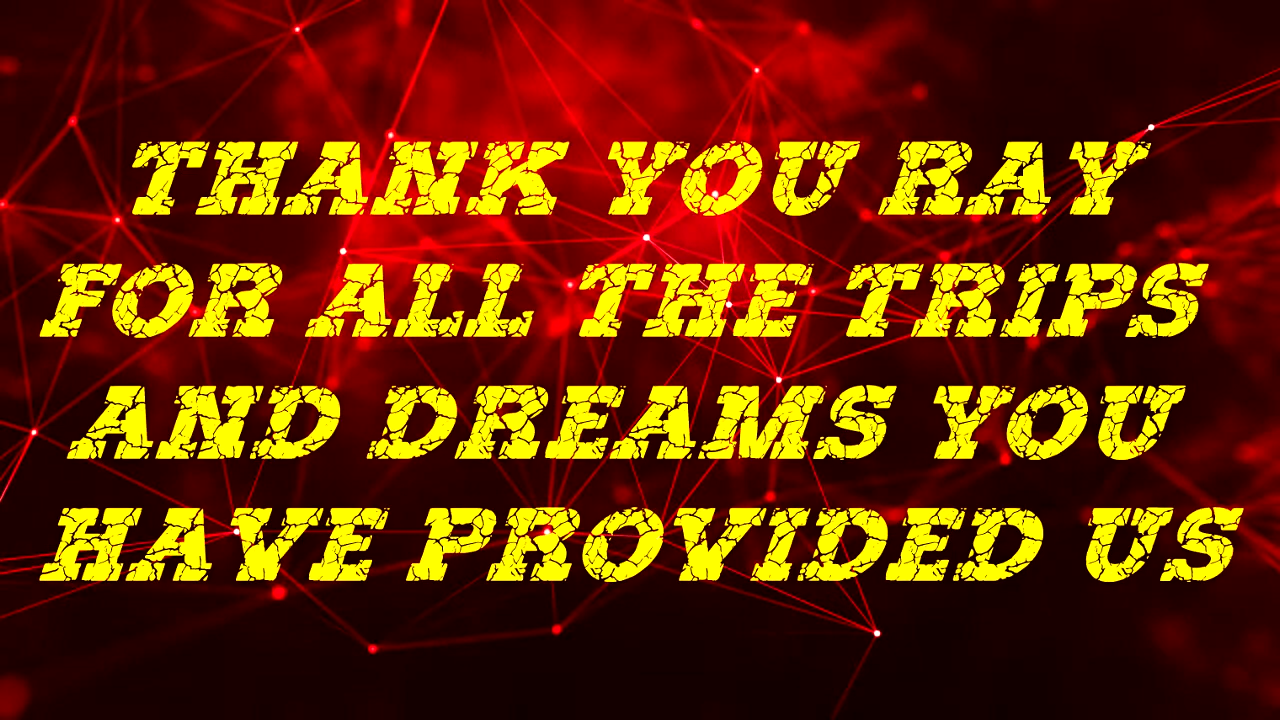 THANK YOU RAY
FOR ALL THE TRIPS
AND DREAMS YOU
HAVE PROVIDED US